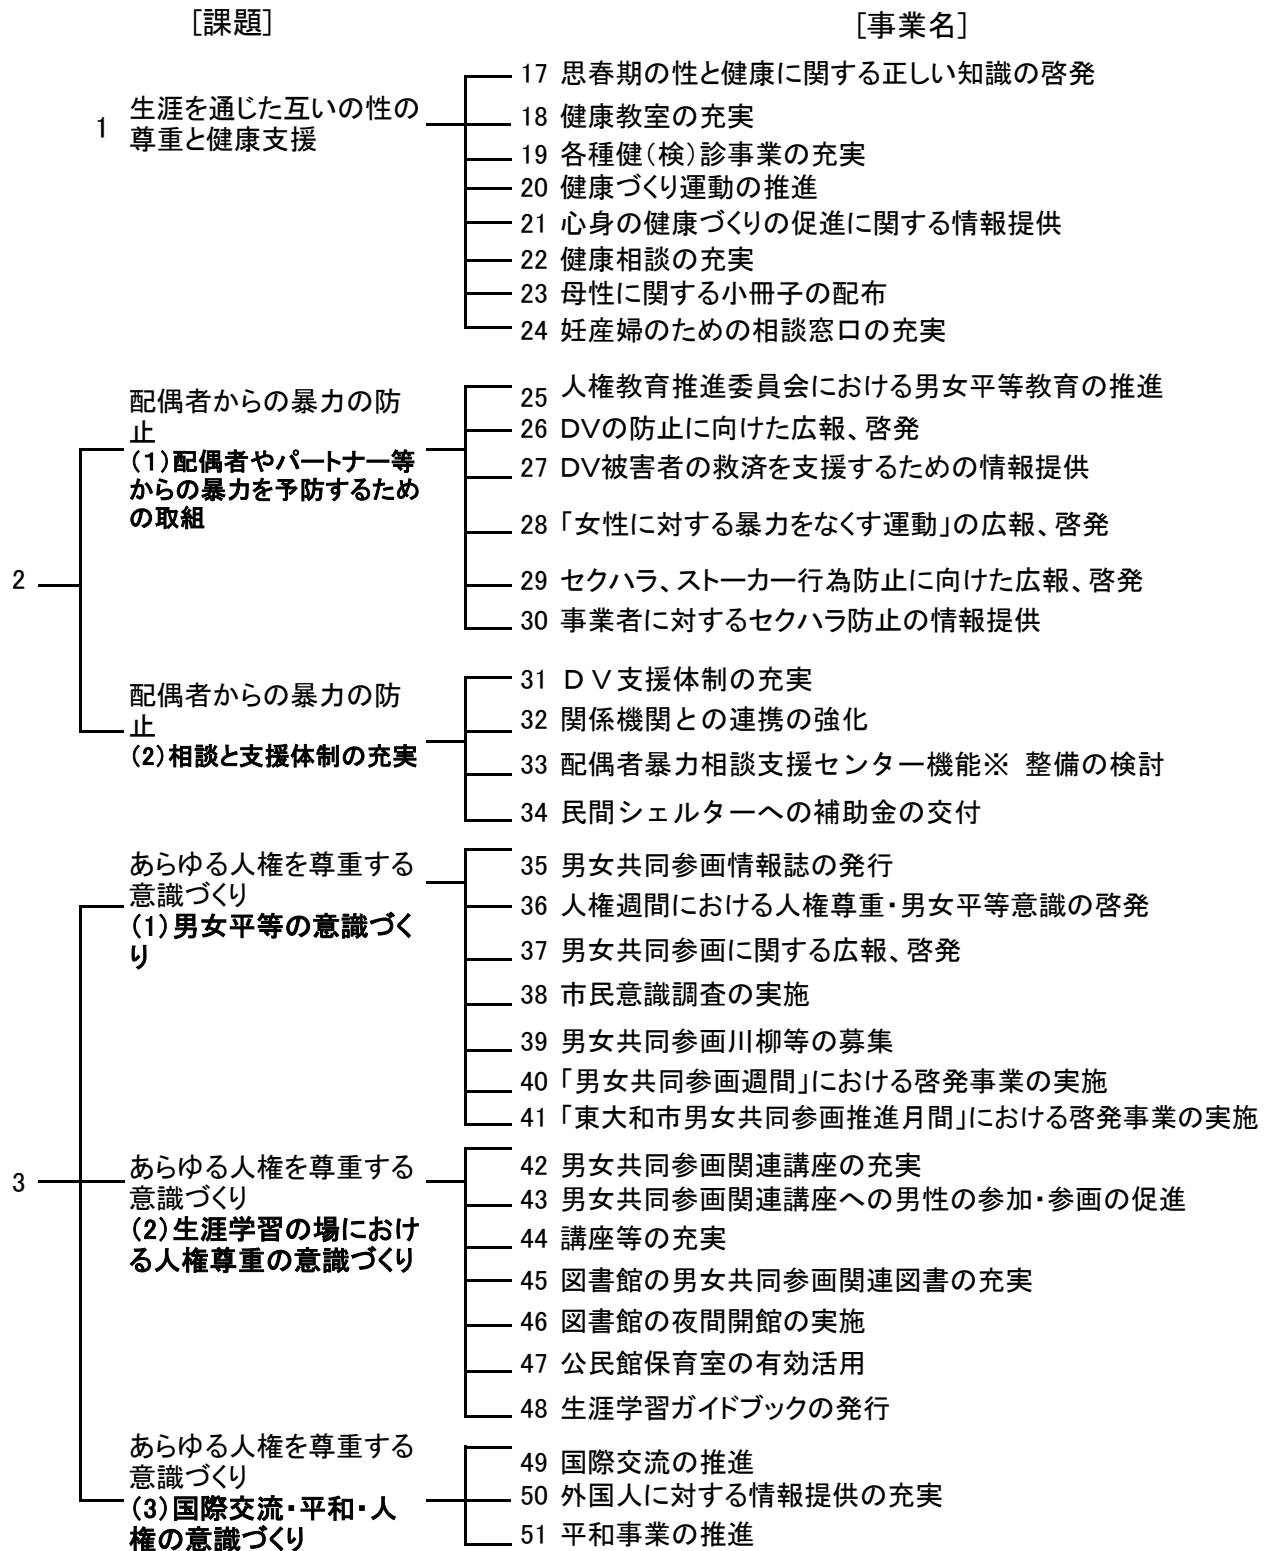 [課題]
[事業名]
1 生涯を通じた互いの性の
尊重と健康支援
17 思春期の性と健康に関する正しい知識の啓発
18 健康教室の充実
19 各種健(検)診事業の充実
20 健康づくり運動の推進
21 心身の健康づくりの促進に関する情報提供
22 健康相談の充実
23 母性に関する小冊子の配布
24 妊産婦のための相談窓口の充実
2
配偶者からの暴力の防
止
(1)配偶者やパートナー等
からの暴力を予防するため
の取組
25 人権教育推進委員会における男女平等教育の推進
26 DVの防止に向けた広報、啓発
27 DV被害者の救済を支援するための情報提供
28 「女性に対する暴力をなくす運動」の広報、啓発
29 セクハラ、ストーカー行為防止に向けた広報、啓発
30 事業者に対するセクハラ防止の情報提供
配偶者からの暴力の防
止
(2)相談と支援体制の充実
31 DV支援体制の充実
32 関係機関との連携の強化
33 配偶者暴力相談支援センター機能※ 整備の検討
34 民間シェルターへの補助金の交付
3
あらゆる人権を尊重する
意識づくり
(1)男女平等の意識づく
り
35 男女共同参画情報誌の発行
36 人権週間における人権尊重・男女平等意識の啓発
37 男女共同参画に関する広報、啓発
38 市民意識調査の実施
39 男女共同参画川柳等の募集
40 「男女共同参画週間」における啓発事業の実施
41 「東大和市男女共同参画推進月間」における啓発事業の実施
あらゆる人権を尊重する
意識づくり
(2)生涯学習の場におけ
る人権尊重の意識づくり
42 男女共同参画関連講座の充実
43 男女共同参画関連講座への男性の参加・参画の促進
44 講座等の充実
45 図書館の男女共同参画関連図書の充実
46 図書館の夜間開館の実施
47 公民館保育室の有効活用
48 生涯学習ガイドブックの発行
あらゆる人権を尊重する
意識づくり
(3)国際交流・平和・人
権の意識づくり
49 国際交流の推進
50 外国人に対する情報提供の充実
51 平和事業の推進